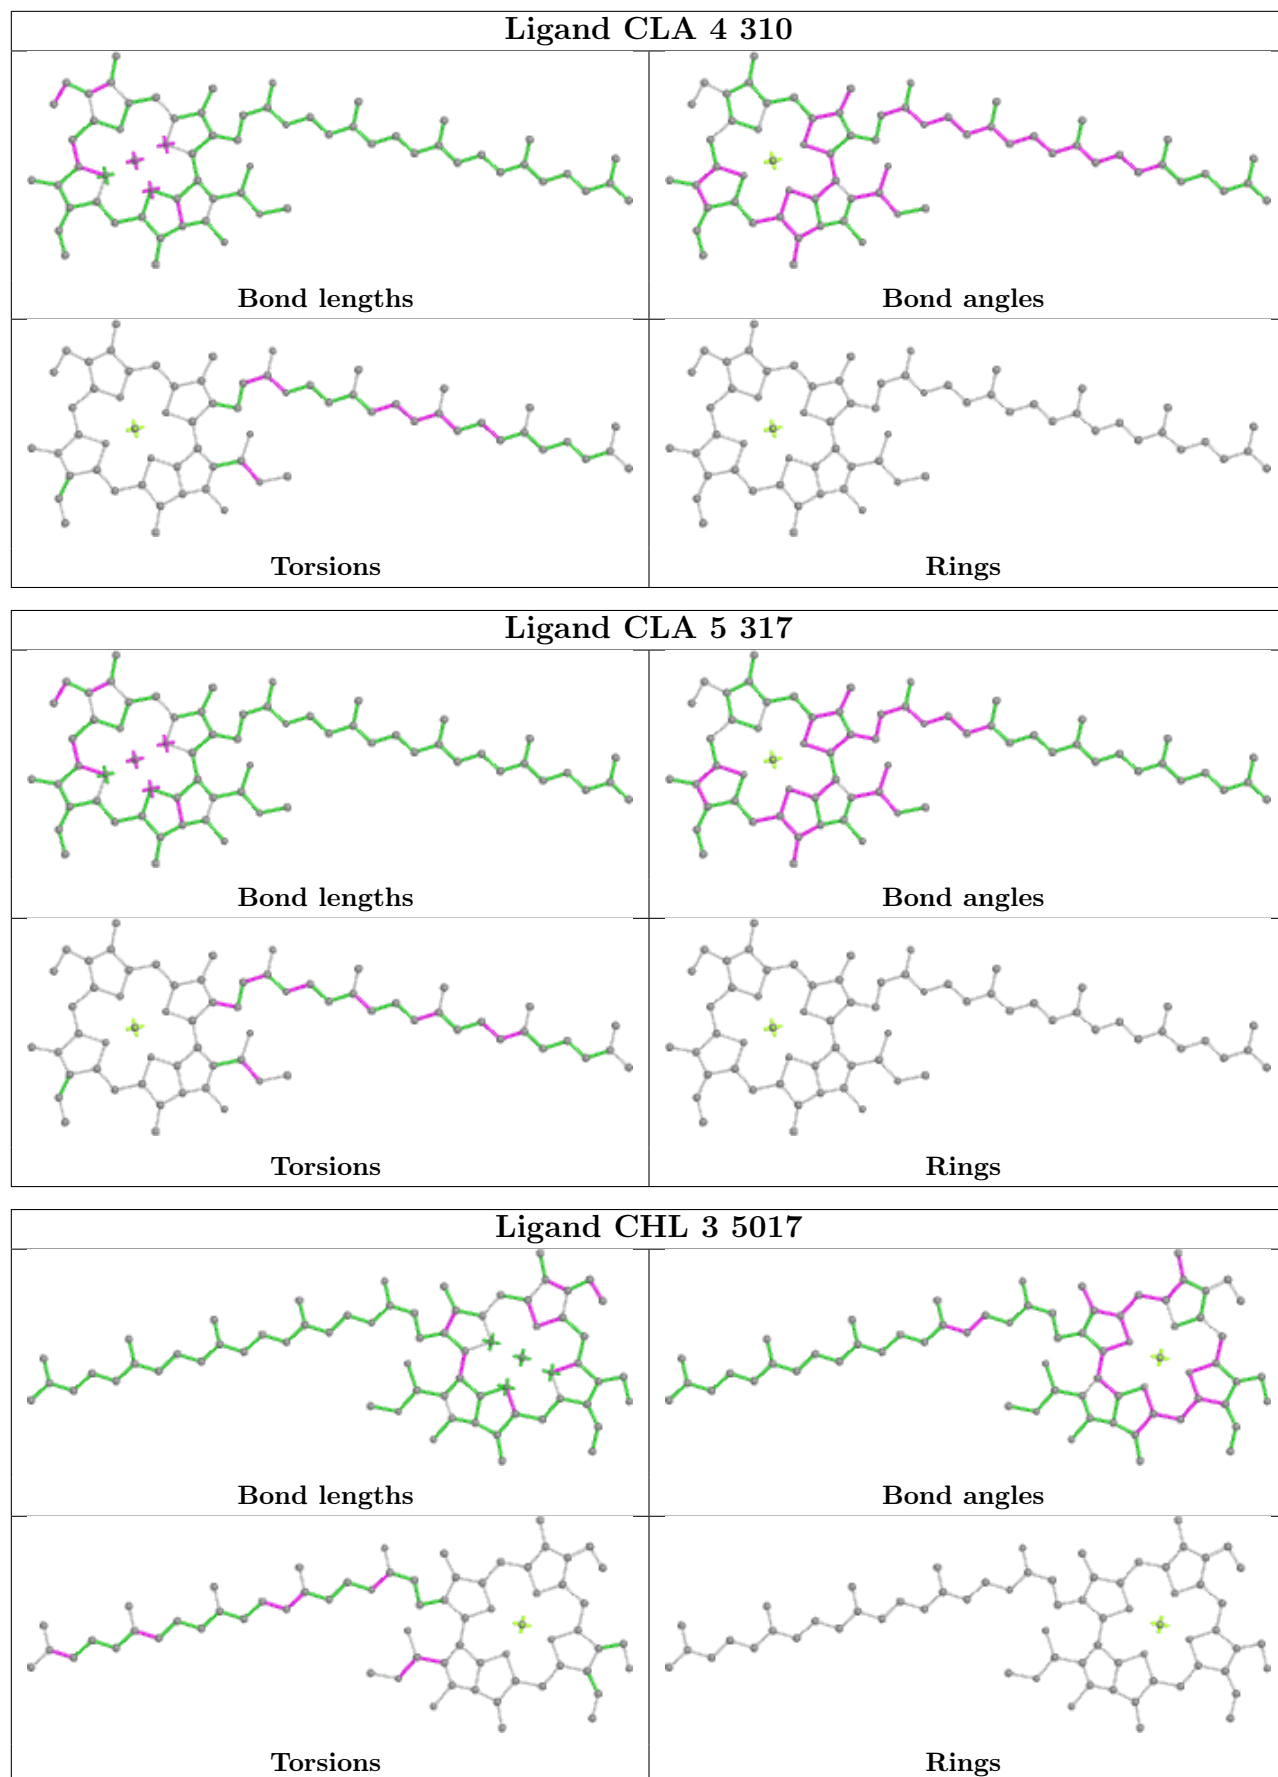 Ligand CLA 4 310
Bond lengths
Bond angles
Torsions
Rings
Ligand CLA 5 317
Bond lengths
Bond angles
Torsions
Rings
Ligand CHL 3 5017
Bond lengths
Bond angles
Torsions
Rings